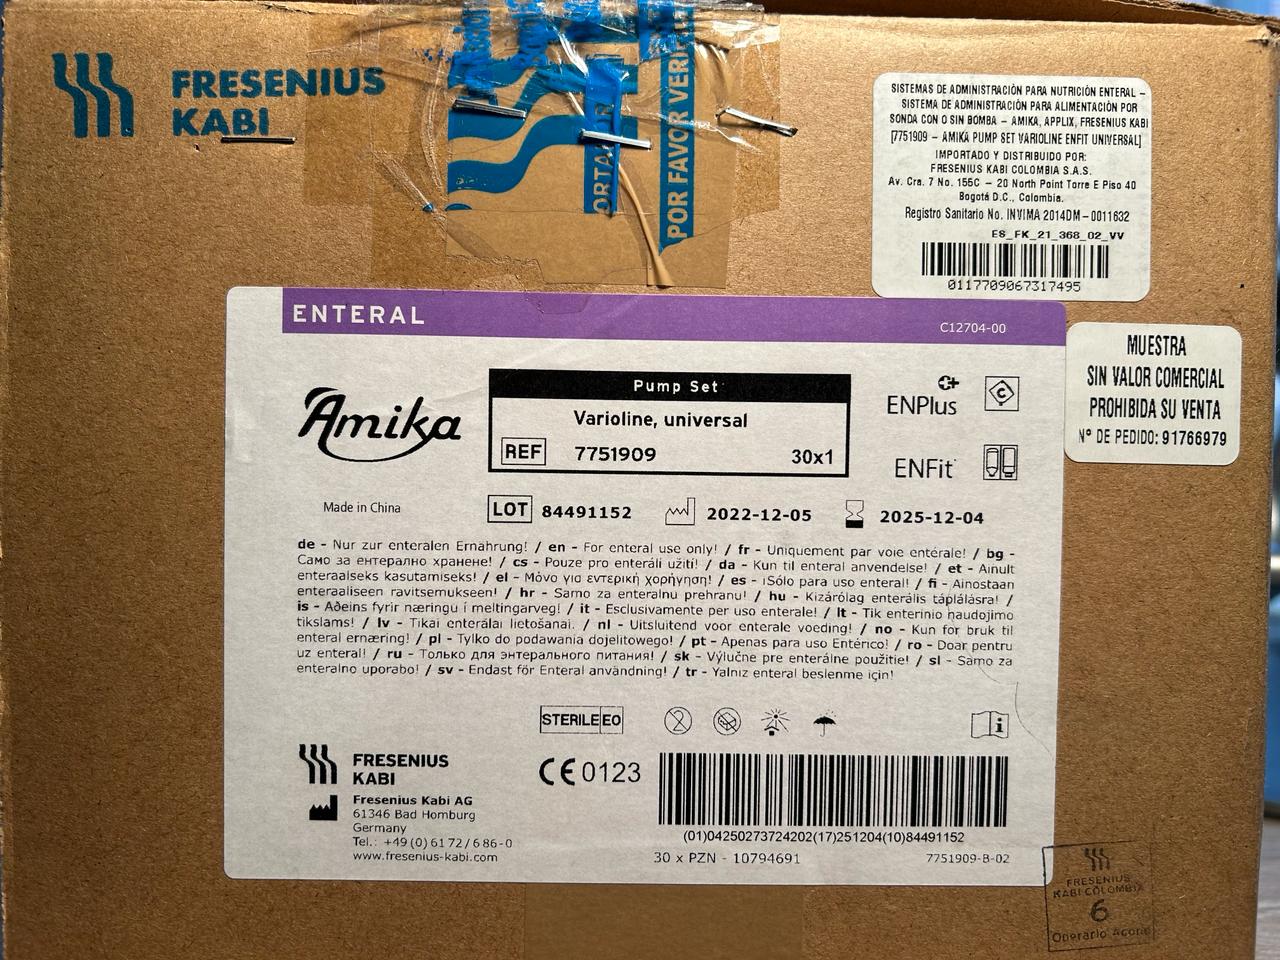 FRESENIUS
KABI
POR FAVOR VERI
SISTEMAS DE ADMINISTRACIÓN PARA NUTRICIÓN ENTERAL –
SISTEMA DE ADMINISTRACIÓN PARA ALIMENTACIÓN POR
SONDA CON O SIN BOMBA – AMIKA, APPLIX, FRESENIUS KABI
[7751909 – AMIKA PUMP SET VARIOLINE ENFIT UNIVERSAL]
IMPORTADO Y DISTRIBUIDO POR:
FRESENIUS KABI COLOMBIA S.A.S.
Av. Cra. 7 No. 155C – 20 North Point Torre E Piso 40
Bogotá D.C., Colombia.
Registro Sanitario No. INVIMA 2014DM-0011632
ES_FK_21_368_02_VV
0117709067317495
MUESTRA
SIN VALOR COMERCIAL
PROHIBIDA SU VENTA
N° DE PEDIDO: 91766979
ENTERAL
C12704-00
Amika
Pump Set
Varioline, universal
REF 7751909 30x1
ENPlus
ENFit
Made in China
LOT 84491152 2022-12-05 2025-12-04
de - Nur zur enteralen Ernährung! / en - For enteral use only! / fr - Uniquement par voie entérale! / bg -
Само за ентерално хранене! / cs - Pouze pro enterálí užití! / da - Kun til enteral anvendelse! / et - Ainult
enteraalseks kasutamiseks! / el - Μόνο για εντερική χορήγηση! / es - ¡Sólo para uso enteral! / fi - Ainostaan
enteraaliseen ravitsemukseen! / hr - Samo za enteralnu prehranu! / hu - Kizárólag enterális táplálásra! /
is - Aðeins fyrir næringu í meltingarveg! / it - Esclusivamente per uso enterale! / lt - Tik enterinio naudojimo
tikslams! / lv - Tikai enterālai lietošanai. / nl - Uitsluitend voor enterale voeding! / no - Kun for bruk til
enteral ernæring! / pl - Tylko do podawania dojelitowego! / pt - Apenas para uso Entérico! / ro - Doar pentru
uz enteral! / ru - Только для энтерального питания! / sk - Výlučne pre enterálne použitie! / sl - Samo za
enteralno uporabo! / sv - Endast för Enteral användning! / tr - Yalnız enteral beslenme için!
STERILE EO
FRESENIUS
KABI
Fresenius Kabi AG
61346 Bad Homburg
Germany
Tel.: +49 (0) 61 72 / 6 86-0
www.fresenius-kabi.com
CE 0123
(01)04250273724202(17)251204(10)84491152
30 x PZN - 10794691
7751909-B-02
FRESENIUS
KABI COLOMBIA
6
Operario Acond